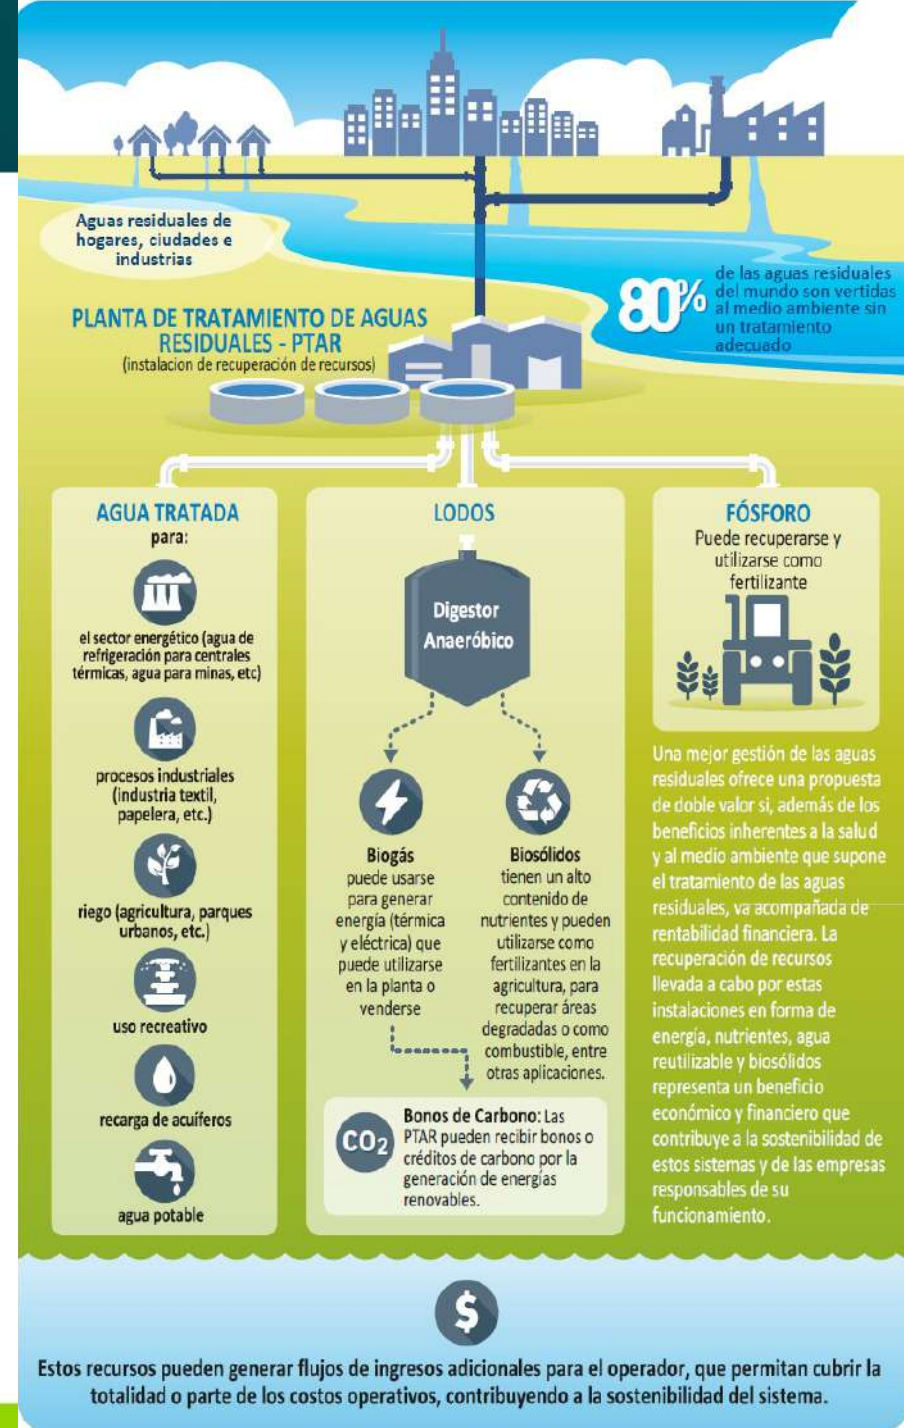 Aguas residuales de
hogares, ciudades e
industrias
80%
de las aguas residuales
del mundo son vertidas
al medio ambiente sin
un tratamiento
adecuado
PLANTA DE TRATAMIENTO DE AGUAS
RESIDUALES - PTAR
(instalacion de recuperación de recursos)
AGUA TRATADA
para:
el sector energético (agua de
refrigeración para centrales
térmicas, agua para minas, etc)
procesos industriales
(industria textil,
papelera, etc.)
riego (agricultura, parques
urbanos, etc.)
uso recreativo
recarga de acuíferos
agua potable
LODOS
Digestor
Anaeróbico
Biogás
puede usarse
para generar
energía (térmica
y eléctrica) que
puede utilizarse
en la planta o
venderse
Biosólidos
tienen un alto
contenido de
nutrientes y pueden
utilizarse como
fertilizantes en la
agricultura, para
recuperar áreas
degradadas o como
combustible, entre
otras aplicaciones.
CO2
Bonos de Carbono: Las
PTAR pueden recibir bonos o
créditos de carbono por la
generación de energías
renovables.
FÓSFORO
Puede recuperarse y
utilizarse como
fertilizante
Una mejor gestión de las aguas
residuales ofrece una propuesta
de doble valor si, además de los
beneficios inherentes a la salud
y al medio ambiente que supone
el tratamiento de las aguas
residuales, va acompañada de
rentabilidad financiera. La
recuperación de recursos
llevada a cabo por estas
instalaciones en forma de
energía, nutrientes, agua
reutilizable y biosólidos
representa un beneficio
económico y financiero que
contribuye a la sostenibilidad de
estos sistemas y de las empresas
responsables de su
funcionamiento.
$
Estos recursos pueden generar flujos de ingresos adicionales para el operador, que permitan cubrir la
totalidad o parte de los costos operativos, contribuyendo a la sostenibilidad del sistema.